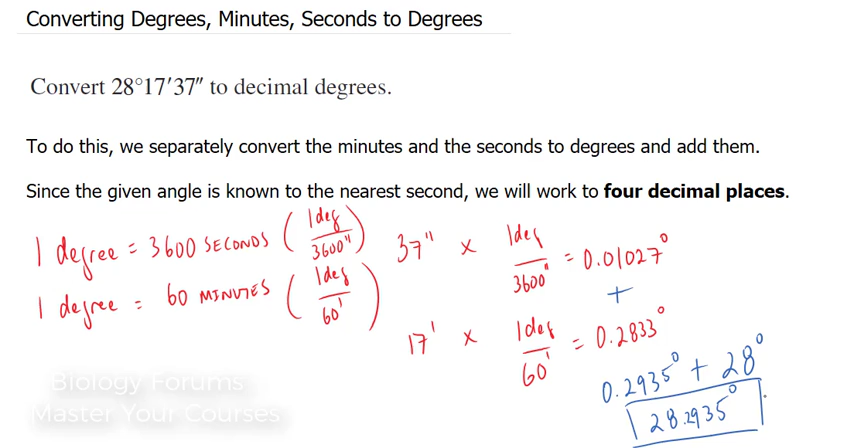 Converting Degrees, Minutes, Seconds to Degrees
Convert 28°17′37″ to decimal degrees.
To do this, we separately convert the minutes and the seconds to degrees and add them.
Since the given angle is known to the nearest second, we will work to four decimal places.
1 degree = 3600 SECONDS (1deg/3600")
37" x 1deg/3600" = 0.01027°
+
1 degree = 60 MINUTES (1deg/60')
17' x 1deg/60' = 0.2833°
0.2935° + 28°
28.2935°
Biology Forums
Master Your Courses